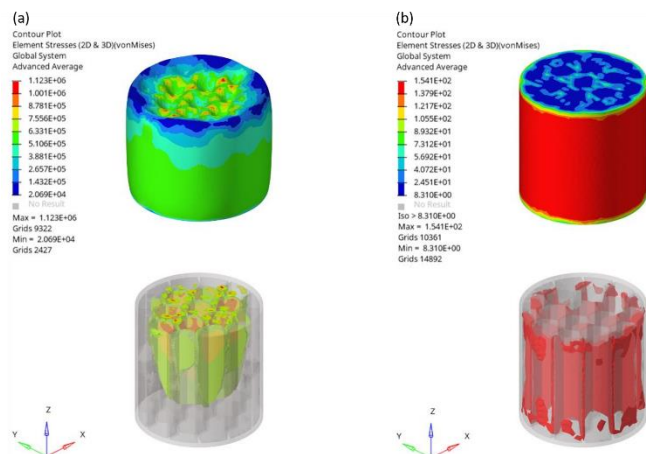 (a)
Contour Plot
Element Stresses (2D & 3D)(vonMises)
Global System
Advanced Average
1.123E+06
1.001E+06
8.781E+05
7.556E+05
6.331E+05
5.106E+05
3.881E+05
2.657E+05
1.432E+05
2.069E+04
No Result
Max = 1.123E+06
Grids 9322
Min = 2.069E+04
Grids 2427
Z
Y
X
(b)
Contour Plot
Element Stresses (2D & 3D)(vonMises)
Global System
Advanced Average
1.541E+02
1.379E+02
1.217E+02
1.055E+02
8.932E+01
7.312E+01
5.692E+01
4.072E+01
2.451E+01
8.310E+00
No Result
Iso > 8.310E+00
Max = 1.541E+02
Grids 10361
Min = 8.310E+00
Grids 14892
Z
Y
X